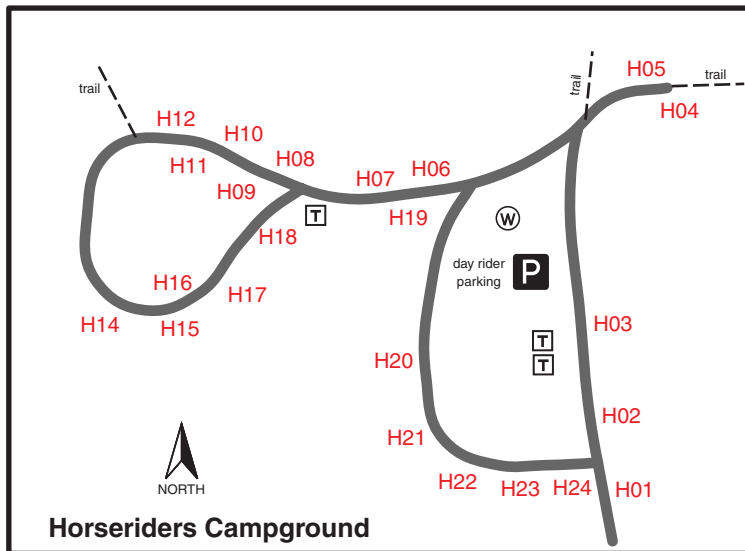 H05
trail
trail
trail
H04
H12
H10
H11
H08
H06
H07
H09
H19
H18
T
W
day rider
parking
P
H16
H17
H14
H15
H03
T
T
H20
H02
H21
H22
H23
H24
H01
NORTH
Horseriders Campground